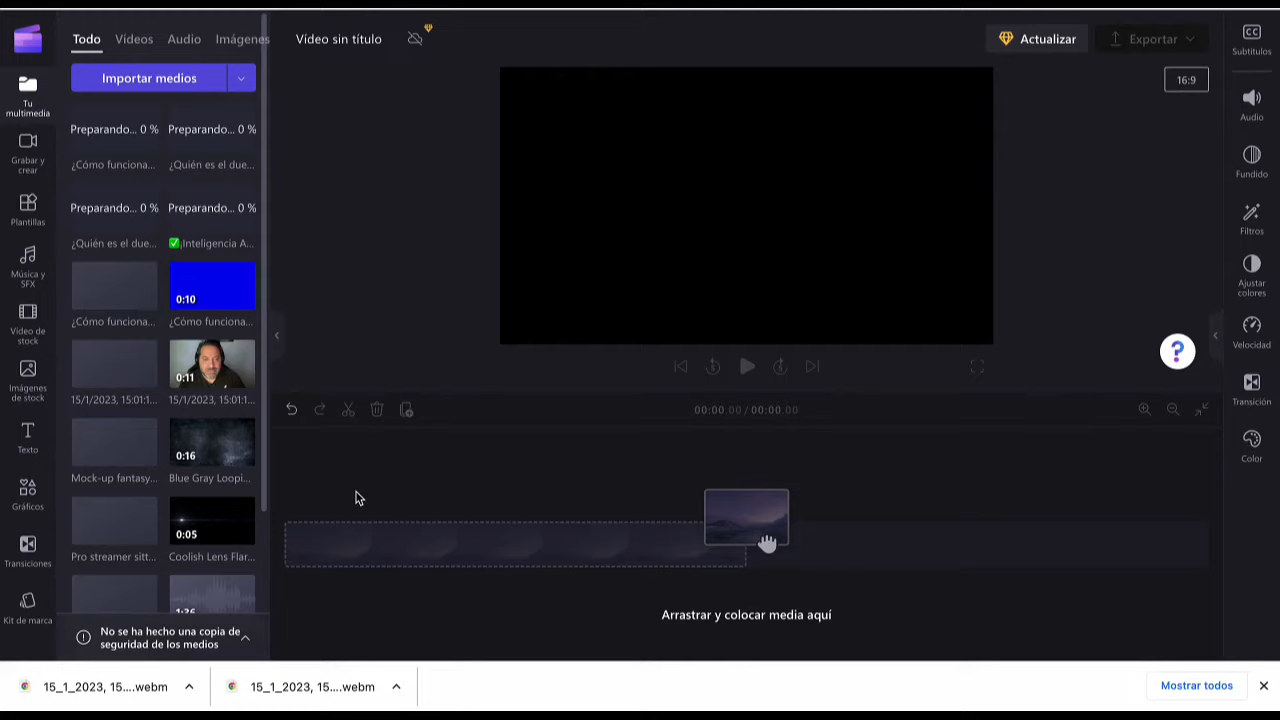 Todo
Vídeos
Audio
Imágenes
Vídeo sin título
Actualizar
Exportar
CC
Subtítulos
Importar medios
16:9
Tu
multimedia
Preparando... 0 %
Preparando... 0 %
¿Cómo funciona...
¿Quién es el due...
Audio
Grabar y
crear
Fundido
Preparando... 0 %
Preparando... 0 %
Plantillas
Filtros
¿Quién es el due...
✅¡Inteligencia A...
Música y
SFX
Ajustar
colores
0:10
¿Cómo funciona...
¿Cómo funciona...
Vídeo de
stock
Velocidad
?
0:11
15/1/2023, 15:01:1...
15/1/2023, 15:01:1...
Imágenes
de stock
Transición
00:00.00 / 00:00.00
Texto
Color
0:16
Mock-up fantasy...
Blue Gray Loopi...
Gráficos
0:05
Pro streamer sitt...
Coolish Lens Flar...
Transiciones
1:36
Arrastrar y colocar media aquí
Kit de marca
No se ha hecho una copia de
seguridad de los medios
15_1_2023, 15....webm
15_1_2023, 15....webm
Mostrar todos